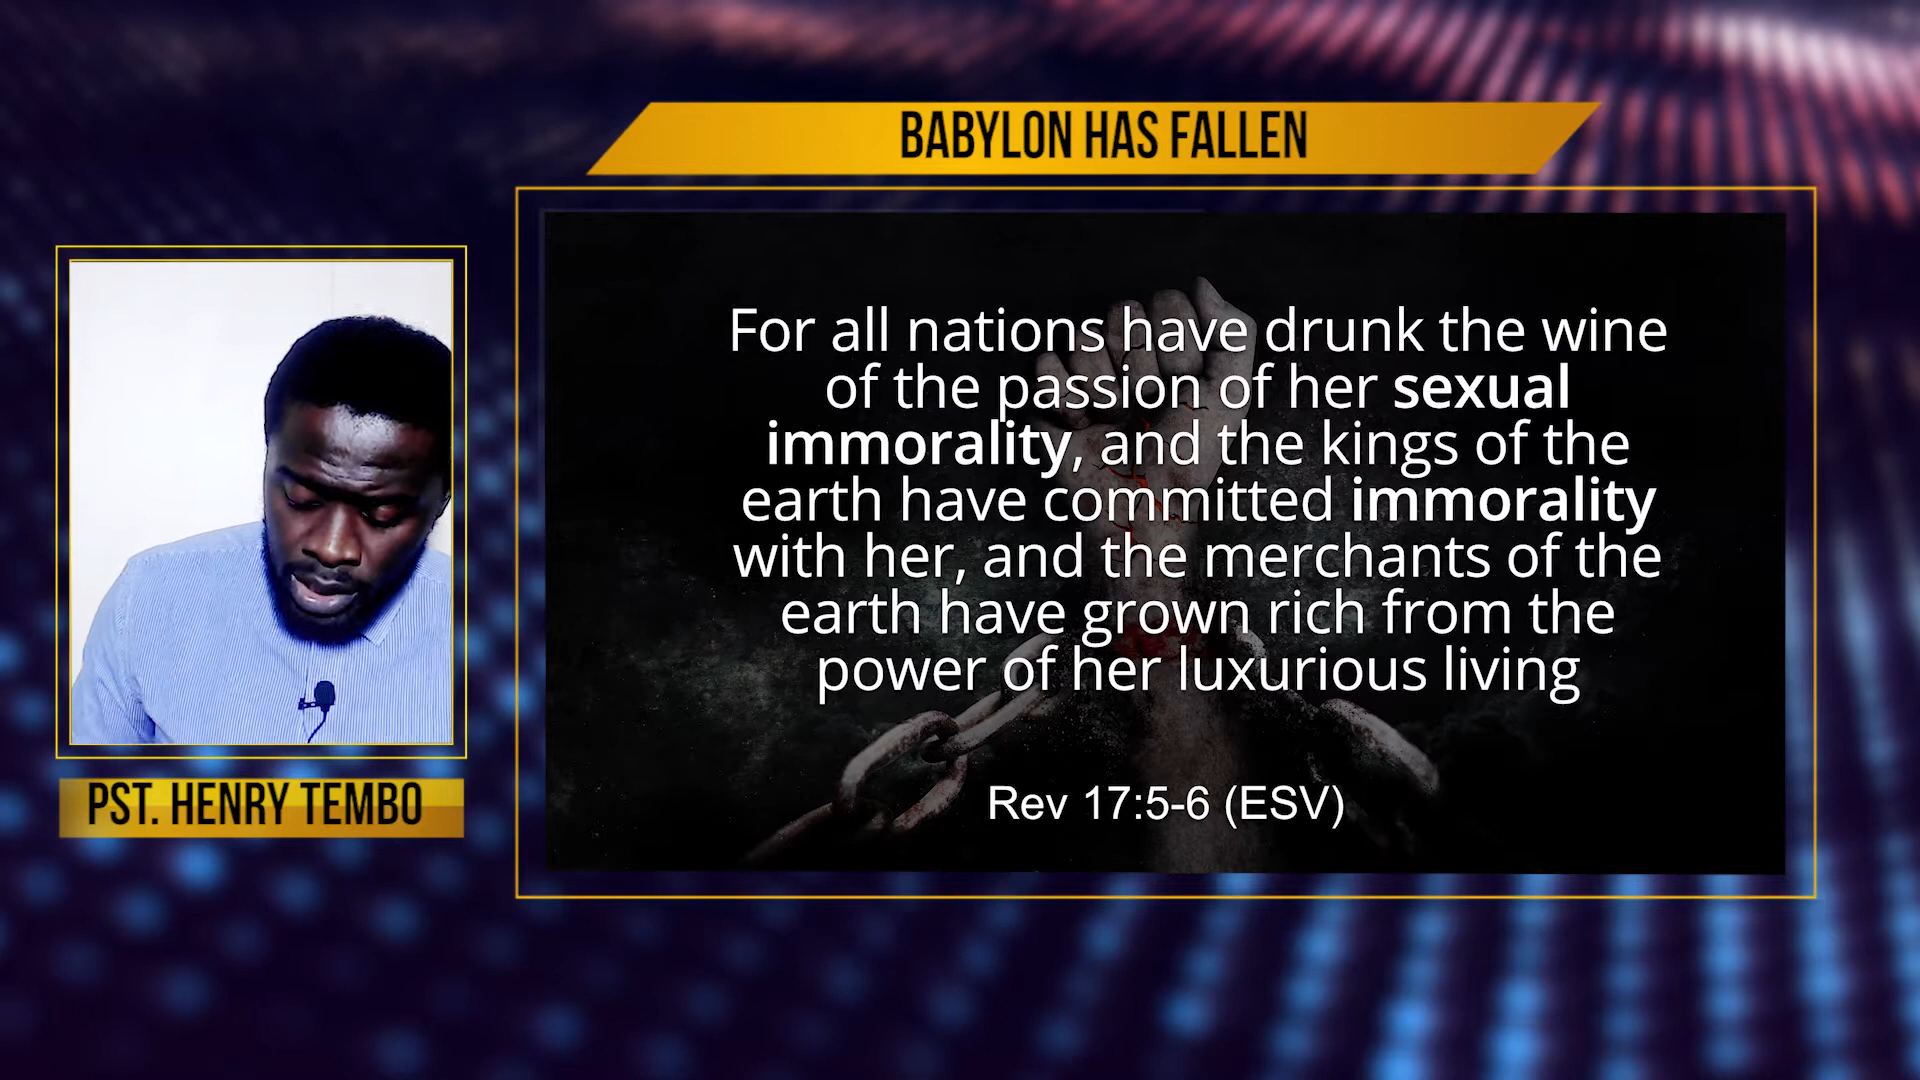 BABYLON HAS FALLEN
For all nations have drunk the wine
of the passion of her sexual
immorality, and the kings of the
earth have committed immorality
with her, and the merchants of the
earth have grown rich from the
power of her luxurious living
Rev 17:5-6 (ESV)
PST. HENRY TEMBO